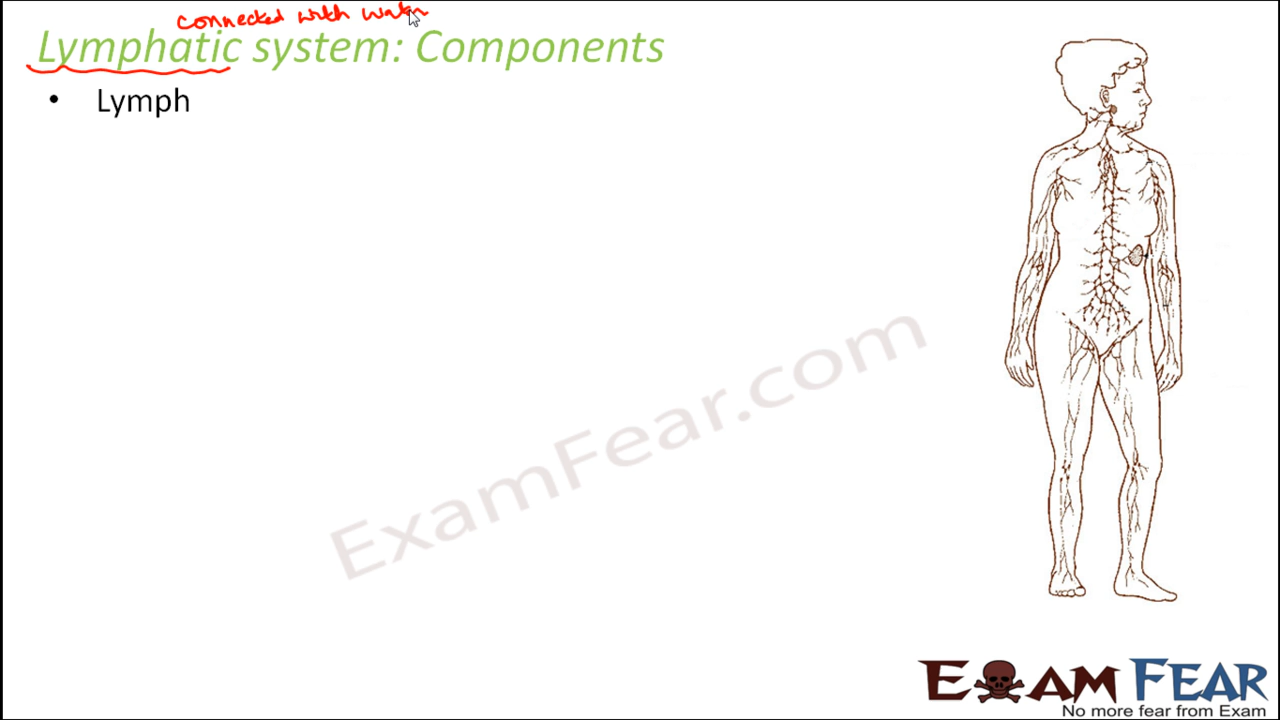 connected with water
Lymphatic system: Components
• Lymph
ExamFear.com
EXAM FEAR
No more fear from Exam